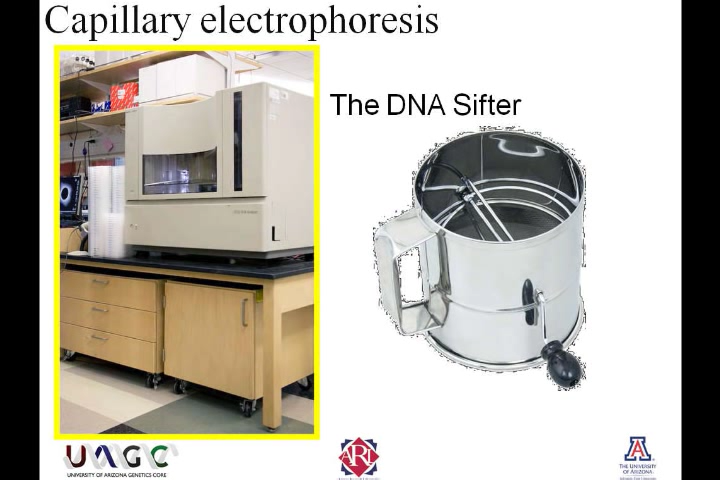 Capillary electrophoresis
The DNA Sifter
UAGC
UNIVERSITY OF ARIZONA GENETICS CORE
ARL
A
THE UNIVERSITY
OF ARIZONA